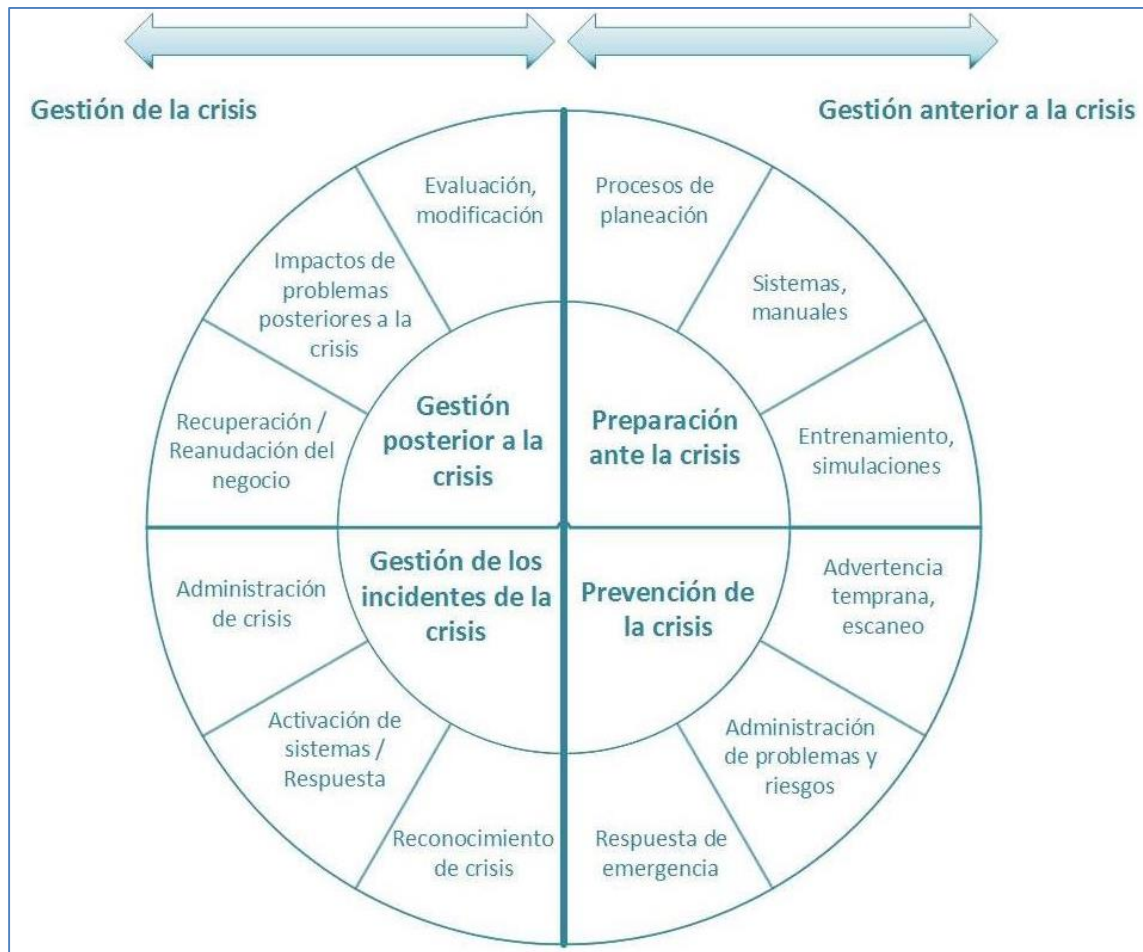 Gestión de la crisis
Gestión anterior a la crisis
Evaluación,
modificación
Procesos de
planeación
Impactos de
problemas
posteriores a la
crisis
Sistemas,
manuales
Recuperación /
Reanudación del
negocio
Gestión
posterior a la
crisis
Preparación
ante la crisis
Entrenamiento,
simulaciones
Administración
de crisis
Gestión de los
incidentes de la
crisis
Prevención de
la crisis
Advertencia
temprana,
escaneo
Activación de
sistemas /
Respuesta
Administración
de problemas y
riesgos
Reconocimiento
de crisis
Respuesta de
emergencia